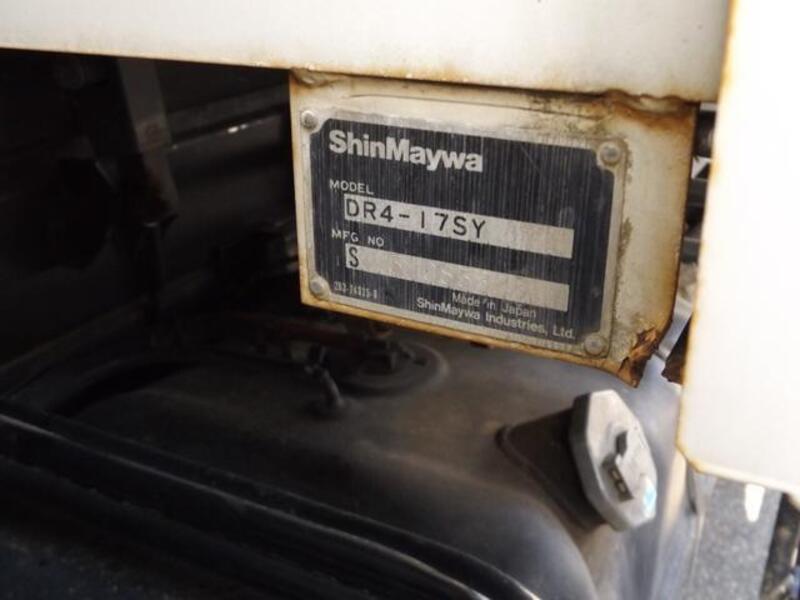 ShinMaywa
MODEL
DR4-17SY
MFG NO
S
Made in Japan
ShinMaywa Industries, Ltd.